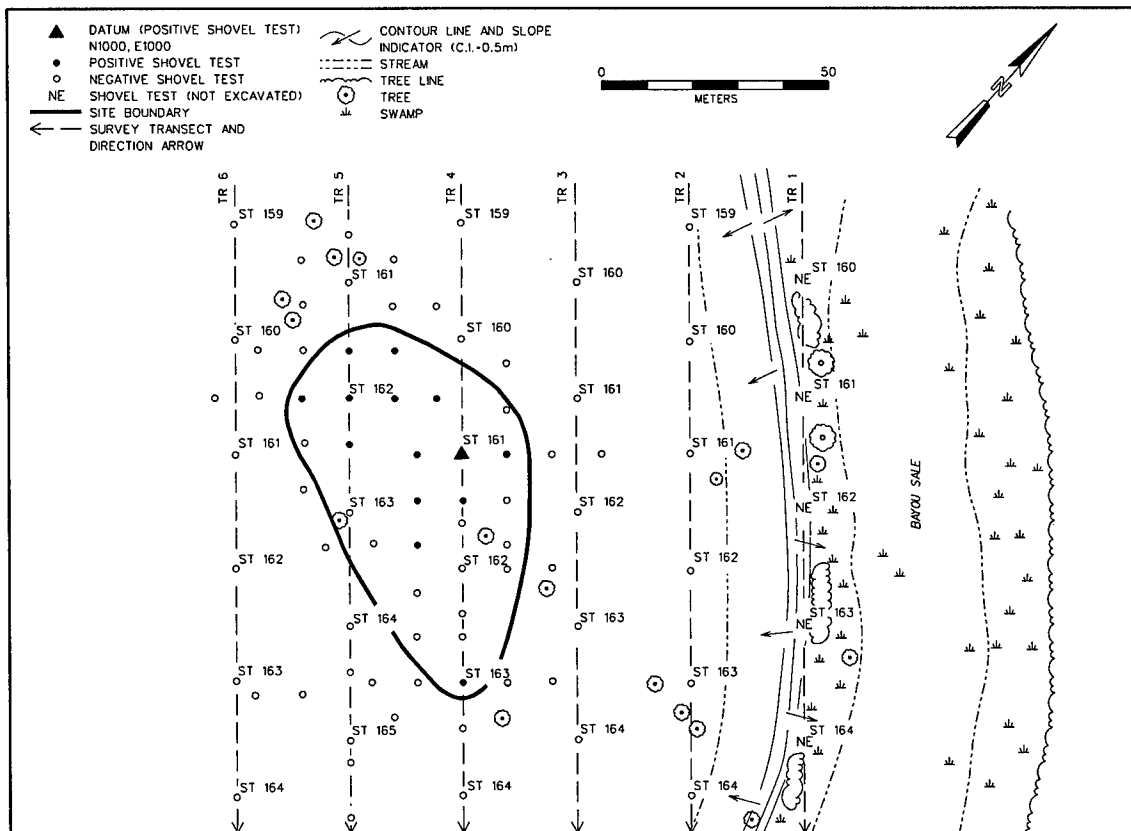 DATUM (POSITIVE SHOVEL TEST)
N1000, E1000
POSITIVE SHOVEL TEST
NEGATIVE SHOVEL TEST
NE SHOVEL TEST (NOT EXCAVATED)
SITE BOUNDARY
SURVEY TRANSECT AND
DIRECTION ARROW
CONTOUR LINE AND SLOPE
INDICATOR (C.I.-0.5m)
STREAM
TREE LINE
TREE
SWAMP
0 50
METERS
N
TR 6
TR 5
TR 4
TR 3
TR 2
TR 1
ST 159
ST 159
ST 159
ST 161
ST 160
ST 160
NE
ST 160
ST 160
ST 160
ST 162
ST 161
ST 161
NE
ST 161
ST 161
ST 161
ST 163
ST 162
ST 162
NE
ST 162
ST 162
ST 162
BAYOU SALE
ST 164
ST 163
ST 163
NE
ST 163
ST 163
ST 163
ST 165
ST 164
ST 164
NE
ST 164
ST 164
ST 164